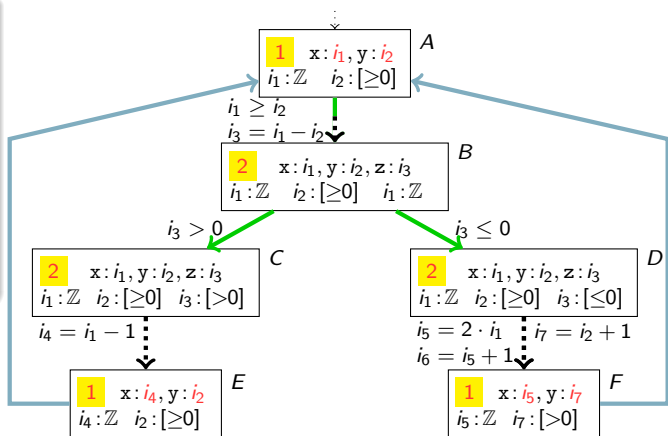 A
1 x: i₁, y: i₂
i₁: ℤ i₂: [≥0]
i₁ ≥ i₂
i₃ = i₁ − i₂
B
2 x: i₁, y: i₂, z: i₃
i₁: ℤ i₂: [≥0] i₁: ℤ
i₃ > 0
i₃ ≤ 0
C
2 x: i₁, y: i₂, z: i₃
i₁: ℤ i₂: [≥0] i₃: [>0]
D
2 x: i₁, y: i₂, z: i₃
i₁: ℤ i₂: [≥0] i₃: [≤0]
i₄ = i₁ − 1
i₅ = 2 · i₁ i₇ = i₂ + 1
i₆ = i₅ + 1
E
1 x: i₄, y: i₂
i₄: ℤ i₂: [≥0]
F
1 x: i₅, y: i₇
i₅: ℤ i₇: [>0]